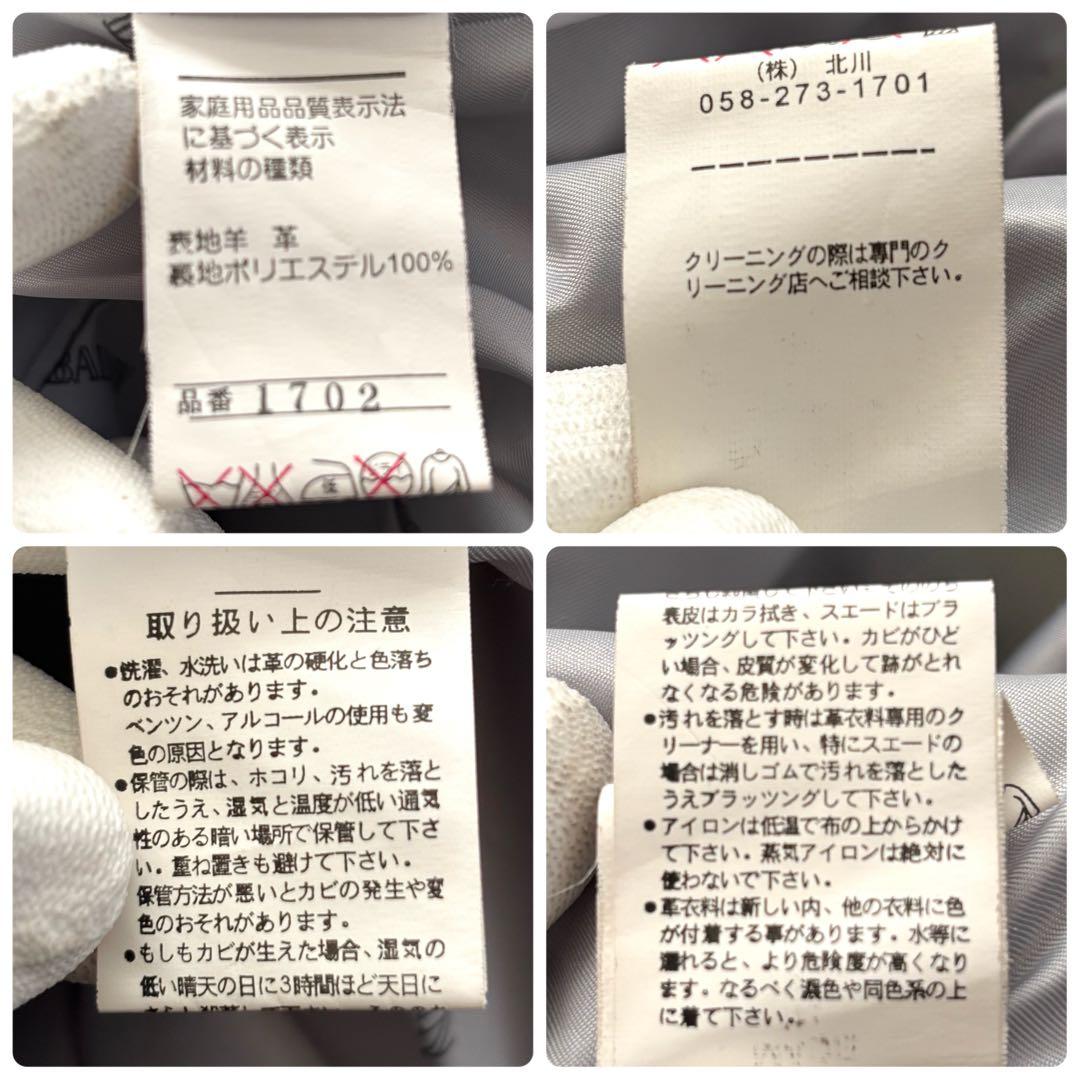 家庭用品品質表示法
に基づく表示
材料の種類
表地羊 革
裏地ポリエステル100%
品番 1702
低
BAL
(株) 北川
058-273-1701
クリーニングの際は専門のク
リーニング店へご相談下さい。
取り扱い上の注意
●洗濯、水洗いは革の硬化と色落ち
のおそれがあります。
ベンツン、アルコールの使用も変
色の原因となります。
●保管の際は、ホコリ、汚れを落と
したうえ、湿気と温度が低い通気
性のある暗い場所で保管して下さ
い。重ね置きも避けて下さい。
保管方法が悪いとカビの発生や変
色のおそれがあります。
●もしもカビが生えた場合、湿気の
低い晴天の日に3時間ほど天日に
表皮はカラ拭き、スエードはブラ
ッツングして下さい。カビがひど
い場合、皮質が変化して跡がとれ
なくなる危険があります。
●汚れを落とす時は革衣料専用のク
リーナーを用い、特にスエードの
場合は消しゴムで汚れを落とした
うえブラッツングして下さい。
●アイロンは低温で布の上からかけ
て下さい。蒸気アイロンは絶対に
使わないで下さい。
●革衣料は新しい内、他の衣料に色
が付着する事があります。水等に
濡れると、より危険度が高くなり
ます。なるべく濃色や同色系の上
に着て下さい。